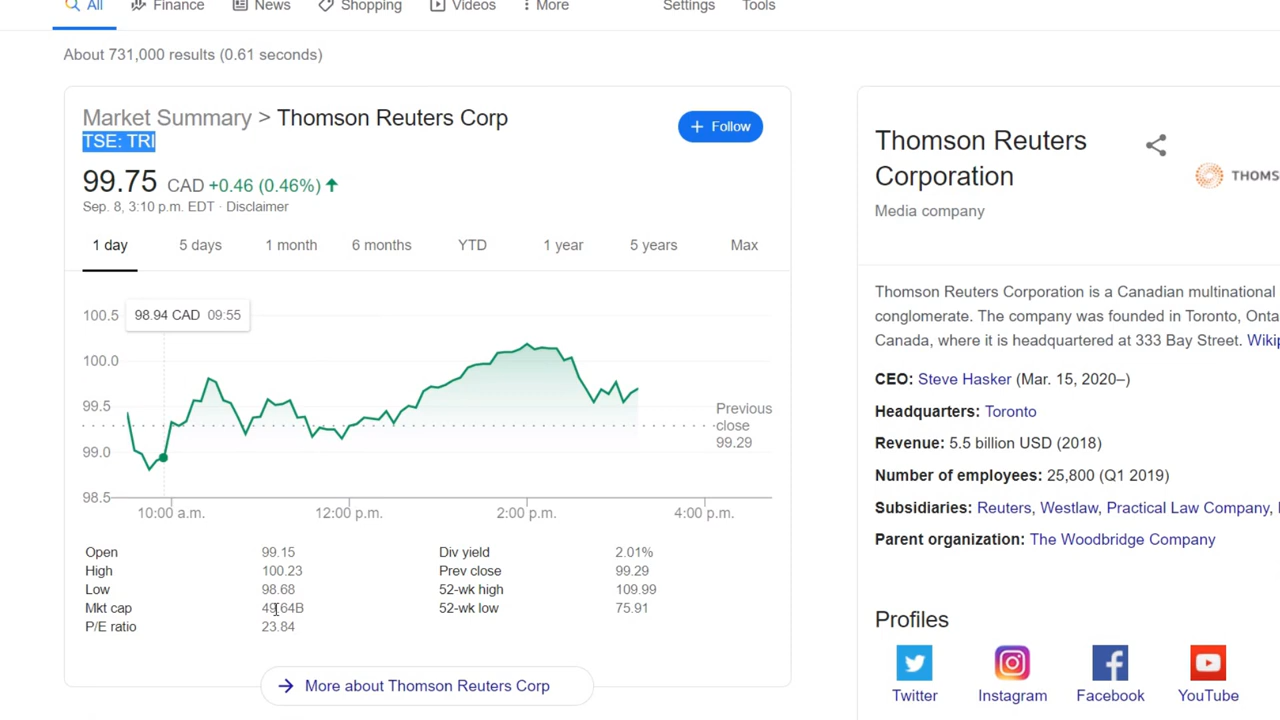 All Finance News Shopping Videos More Settings Tools
About 731,000 results (0.61 seconds)
Market Summary > Thomson Reuters Corp
TSE: TRI
+ Follow
99.75 CAD +0.46 (0.46%)
Sep. 8, 3:10 p.m. EDT · Disclaimer
1 day 5 days 1 month 6 months YTD 1 year 5 years Max
98.94 CAD 09:55
100.5
100.0
99.5
99.0
98.5
Previous
close
99.29
10:00 a.m. 12:00 p.m. 2:00 p.m. 4:00 p.m.
Open 99.15 Div yield 2.01%
High 100.23 Prev close 99.29
Low 98.68 52-wk high 109.99
Mkt cap 49.64B 52-wk low 75.91
P/E ratio 23.84
More about Thomson Reuters Corp
Thomson Reuters
Corporation
Media company
THOMS
Thomson Reuters Corporation is a Canadian multinational
conglomerate. The company was founded in Toronto, Onta
Canada, where it is headquartered at 333 Bay Street. Wikip
CEO: Steve Hasker (Mar. 15, 2020–)
Headquarters: Toronto
Revenue: 5.5 billion USD (2018)
Number of employees: 25,800 (Q1 2019)
Subsidiaries: Reuters, Westlaw, Practical Law Company,
Parent organization: The Woodbridge Company
Profiles
Twitter Instagram Facebook YouTube